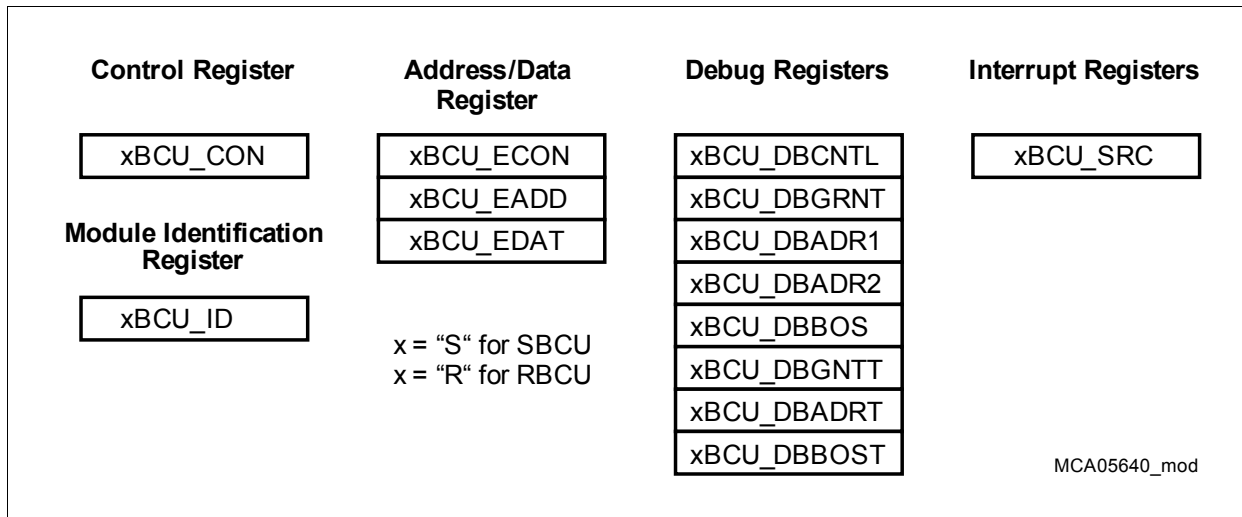 Control Register
xBCU_CON
Module Identification
Register
xBCU_ID
Address/Data
Register
xBCU_ECON
xBCU_EADD
xBCU_EDAT
x = “S“ for SBCU
x = “R“ for RBCU
Debug Registers
xBCU_DBCNTL
xBCU_DBGRNT
xBCU_DBADR1
xBCU_DBADR2
xBCU_DBBOS
xBCU_DBGNTT
xBCU_DBADRT
xBCU_DBBOST
Interrupt Registers
xBCU_SRC
MCA05640_mod